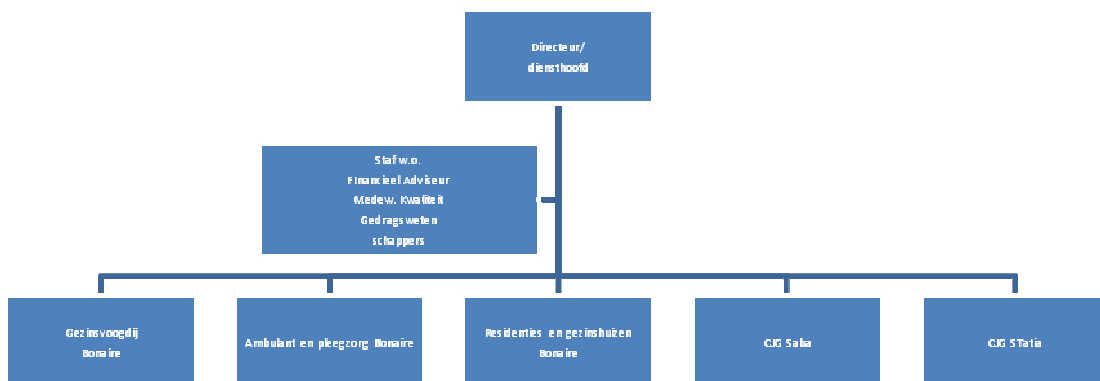 Directeur/
diensthoofd
Staf w.o.
Financieel Adviseur
Medew. Kwaliteit
Gedragsweten
schappers
Gezinsvoogdij
Bonaire
Ambulant en pleegzorg Bonaire
Residenties en gezinshuizen
Bonaire
CJG Saba
CJG STatia